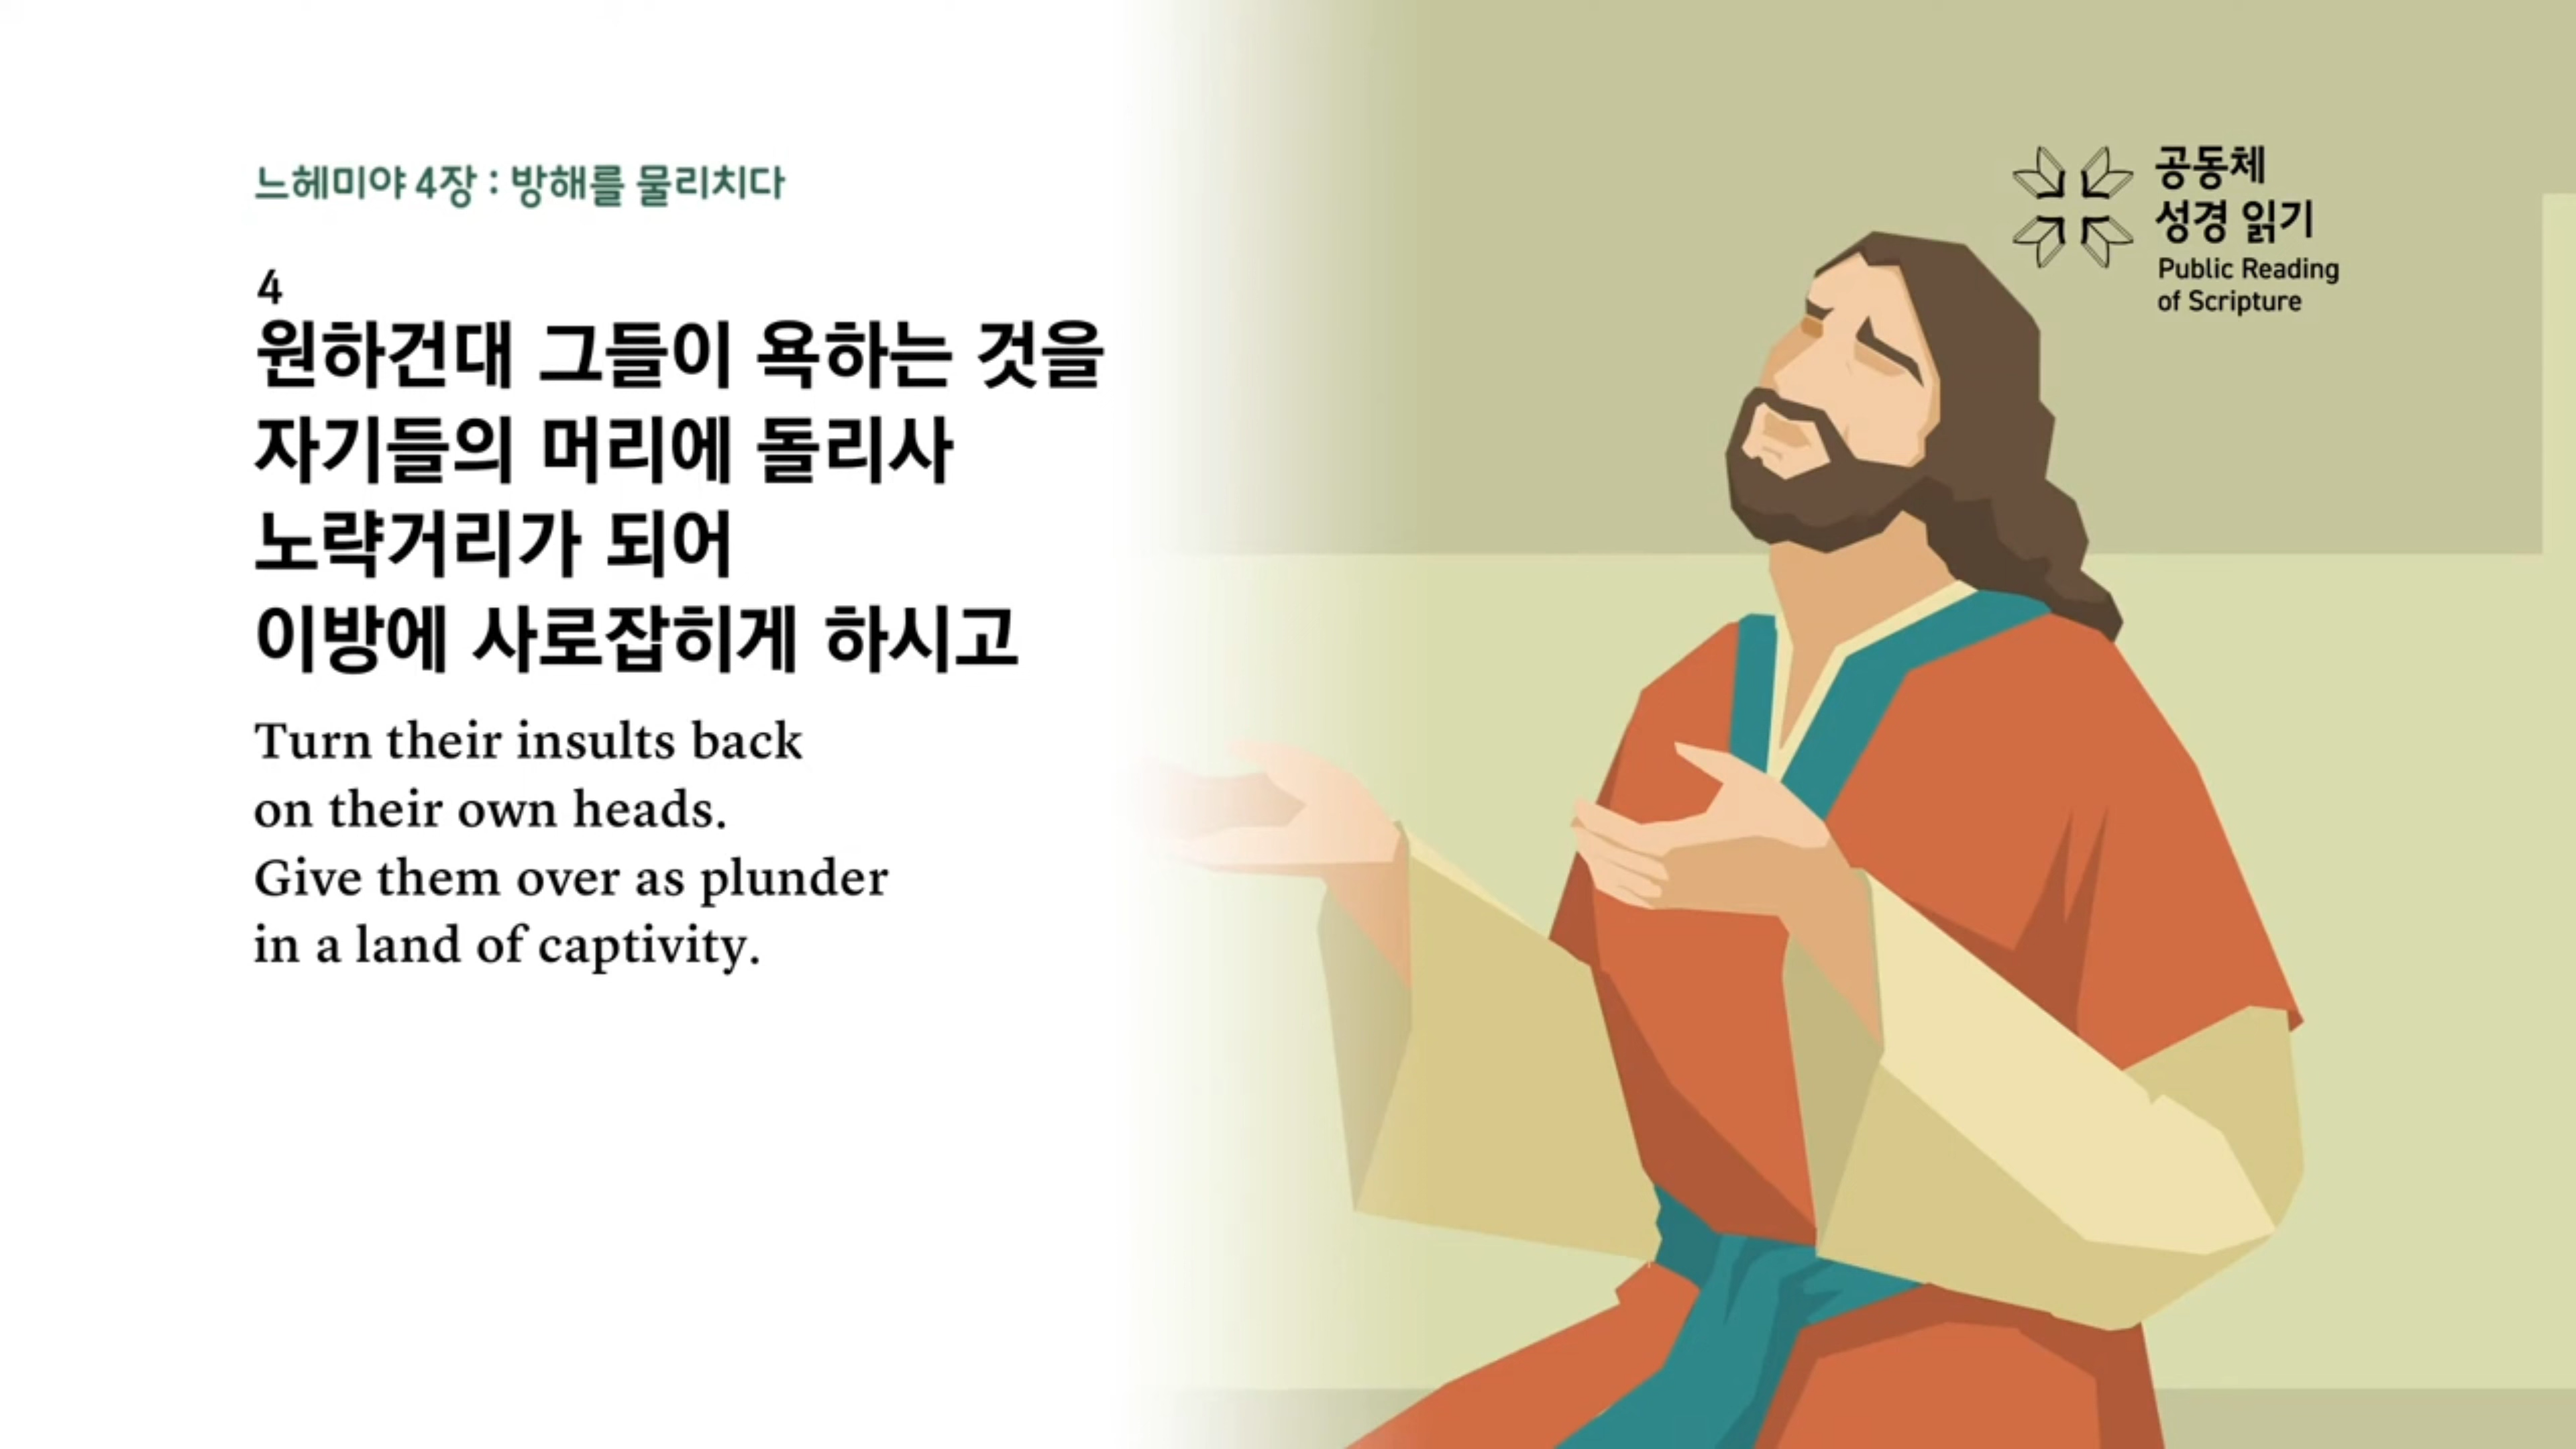 느헤미야 4장 : 방해를 물리치다
4
원하건대 그들이 욕하는 것을
자기들의 머리에 돌리사
노략거리가 되어
이방에 사로잡히게 하시고
Turn their insults back
on their own heads.
Give them over as plunder
in a land of captivity.
공동체
성경 읽기
Public Reading
of Scripture